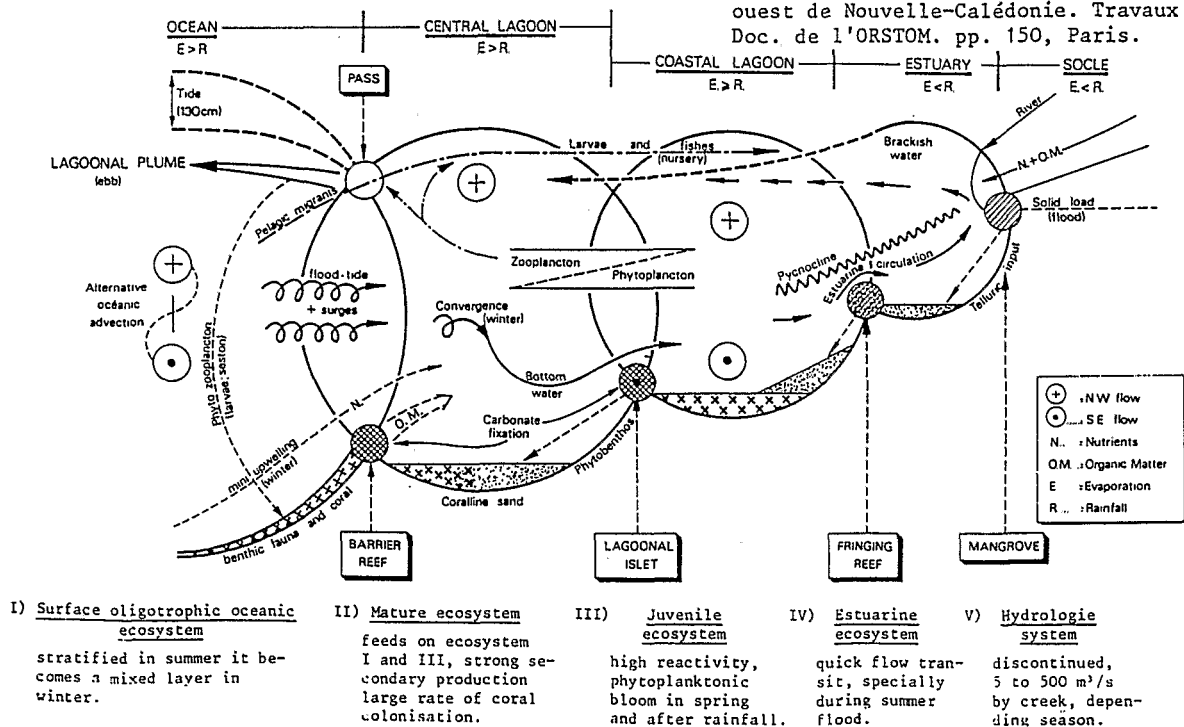 ouest de Nouvelle-Calédonie. Travaux
Doc. de l'ORSTOM. pp. 150, Paris.
OCEAN
E>R
CENTRAL LAGOON
E>R.
COASTAL LAGOON
E.⩾R.
ESTUARY
E<R.
SOCLE
E.<R.
PASS
Tide
(130cm)
LAGOONAL PLUME
(ebb)
Pelagic migrants
Larvae and fishes
(nursery)
Brackish
water
River
N.+O.M.
Solid load
(flood)
Zooplancton
Phytoplancton
Pycnocline
Estuarine circulation
Telluric input
flood-tide
+ surges
Alternative
océanic
advection
Phyto zooplancton
(larvae: saston)
Convergence
(winter)
Bottom
water
N.
O.M.
Carbonate
fixation
Phytobenthos
mini upwelling
(winter)
benthic fauna and coral
Coralline sand
BARRIER
REEF
LAGOONAL
ISLET
FRINGING
REEF
MANGROVE
+ : NW flow
• : SE flow
N.. : Nutrients
O.M. : Organic Matter
E : Evaporation
R ... : Rainfall
I) Surface oligotrophic oceanic
ecosystem
stratified in summer it be-
comes a mixed layer in
winter.
II) Mature ecosystem
feeds on ecosystem
I and III, strong se-
condary production
large rate of coral
colonisation.
III) Juvenile
ecosystem
high reactivity,
phytoplanktonic
bloom in spring
and after rainfall.
IV) Estuarine
ecosystem
quick flow tran-
sit, specially
during summer
flood.
V) Hydrologie
system
discontinued,
5 to 500 m³/s
by creek, depen-
ding season.